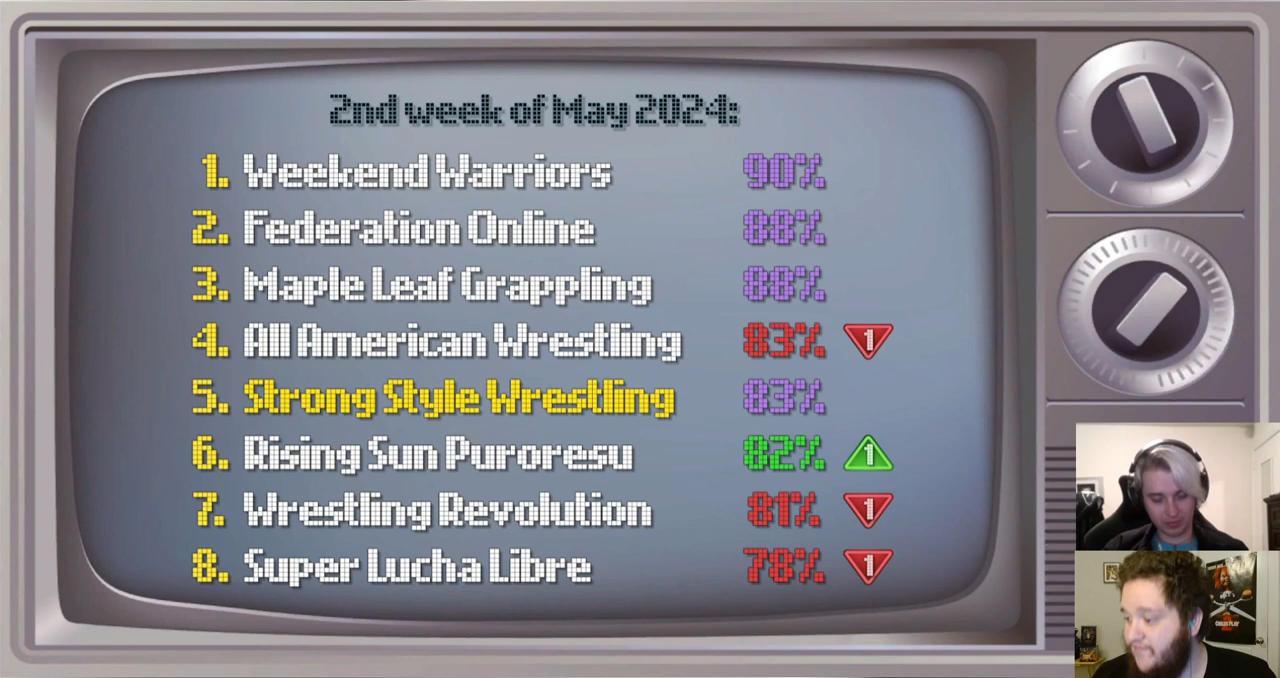 2nd week of May 2024:
1. Weekend Warriors 90%
2. Federation Online 88%
3. Maple Leaf Grappling 88%
4. All American Wrestling 83% 1
5. Strong Style Wrestling 83%
6. Rising Sun Puroresu 82% 1
7. Wrestling Revolution 81% 1
8. Super Lucha Libre 78% 1